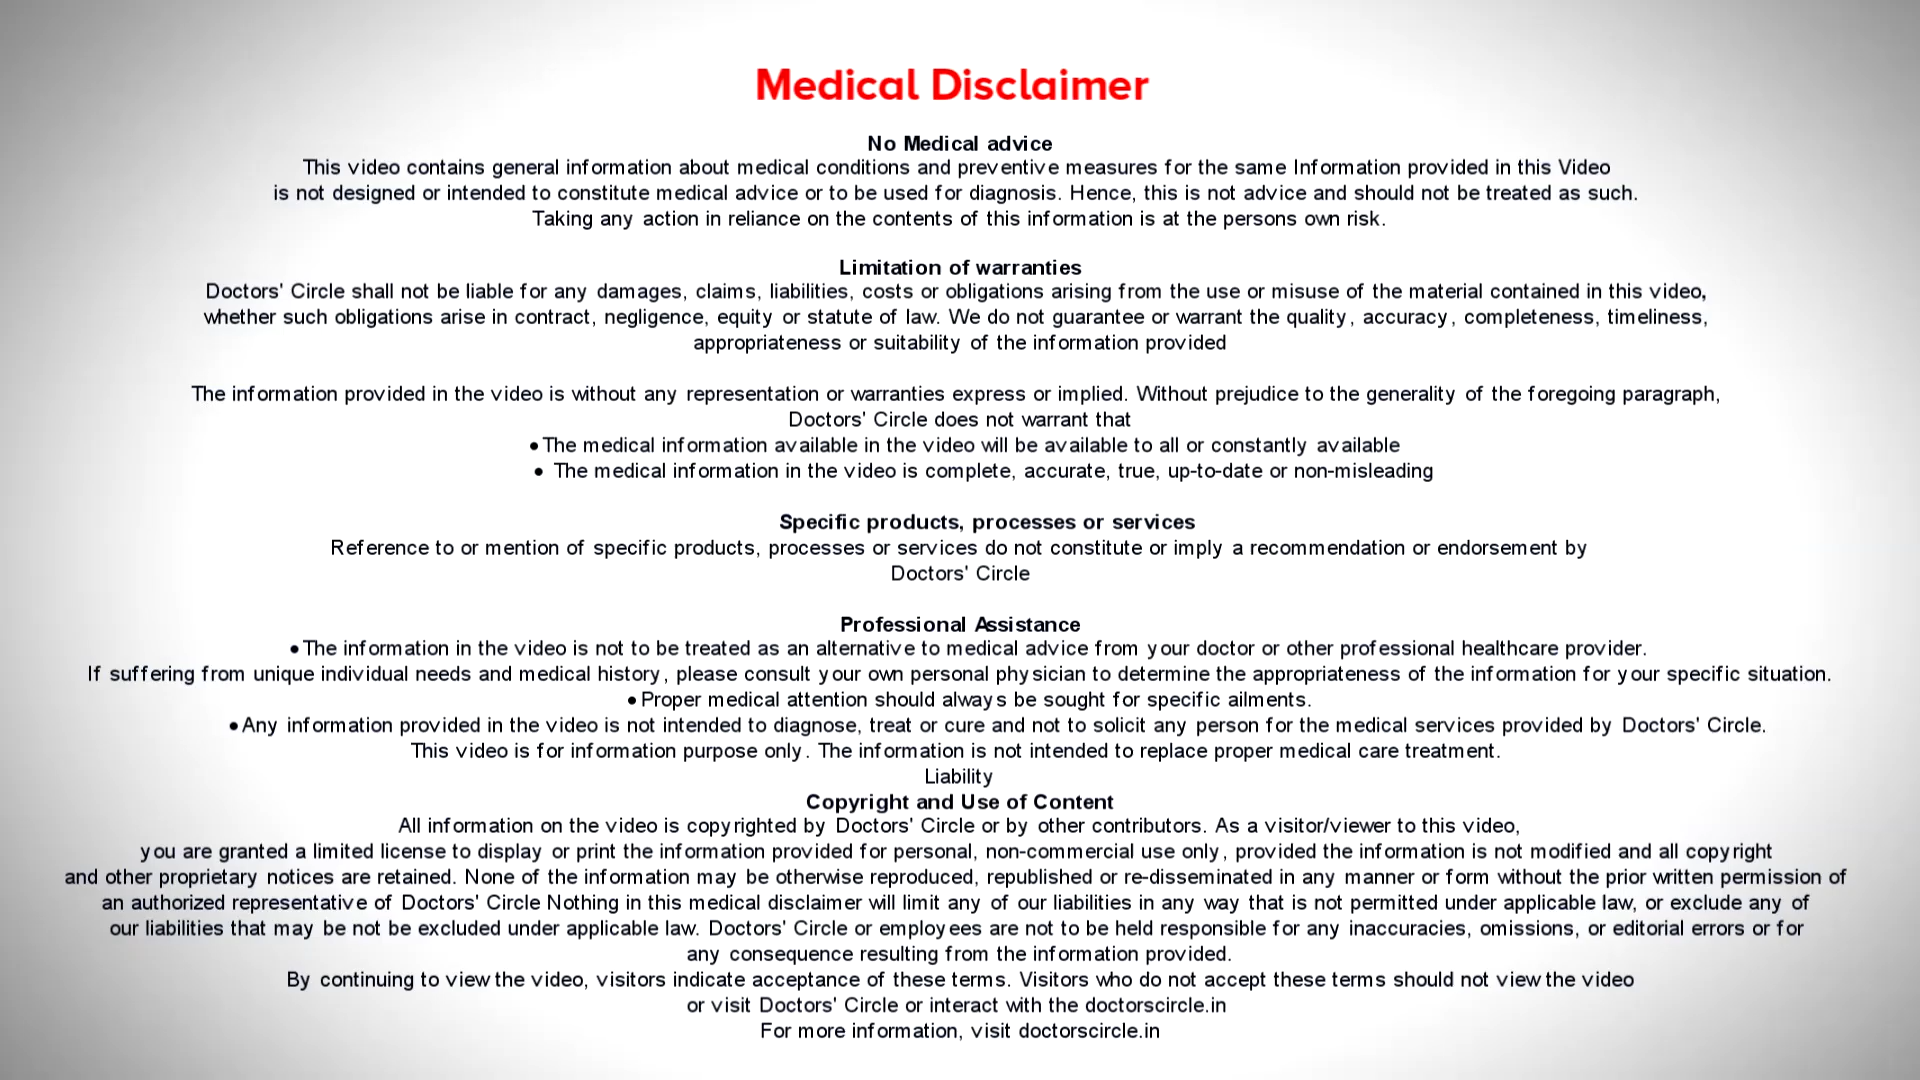 Medical Disclaimer
No Medical advice
This video contains general information about medical conditions and preventive measures for the same Information provided in this Video
is not designed or intended to constitute medical advice or to be used for diagnosis. Hence, this is not advice and should not be treated as such.
Taking any action in reliance on the contents of this information is at the persons own risk.
Limitation of warranties
Doctors' Circle shall not be liable for any damages, claims, liabilities, costs or obligations arising from the use or misuse of the material contained in this video,
whether such obligations arise in contract, negligence, equity or statute of law. We do not guarantee or warrant the quality, accuracy, completeness, timeliness,
appropriateness or suitability of the information provided
The information provided in the video is without any representation or warranties express or implied. Without prejudice to the generality of the foregoing paragraph,
Doctors' Circle does not warrant that
•The medical information available in the video will be available to all or constantly available
• The medical information in the video is complete, accurate, true, up-to-date or non-misleading
Specific products, processes or services
Reference to or mention of specific products, processes or services do not constitute or imply a recommendation or endorsement by
Doctors' Circle
Professional Assistance
•The information in the video is not to be treated as an alternative to medical advice from your doctor or other professional healthcare provider.
If suffering from unique individual needs and medical history, please consult your own personal physician to determine the appropriateness of the information for your specific situation.
•Proper medical attention should always be sought for specific ailments.
•Any information provided in the video is not intended to diagnose, treat or cure and not to solicit any person for the medical services provided by Doctors' Circle.
This video is for information purpose only. The information is not intended to replace proper medical care treatment.
Liability
Copyright and Use of Content
All information on the video is copyrighted by Doctors' Circle or by other contributors. As a visitor/viewer to this video,
you are granted a limited license to display or print the information provided for personal, non-commercial use only, provided the information is not modified and all copyright
and other proprietary notices are retained. None of the information may be otherwise reproduced, republished or re-disseminated in any manner or form without the prior written permission of
an authorized representative of Doctors' Circle Nothing in this medical disclaimer will limit any of our liabilities in any way that is not permitted under applicable law, or exclude any of
our liabilities that may be not be excluded under applicable law. Doctors' Circle or employees are not to be held responsible for any inaccuracies, omissions, or editorial errors or for
any consequence resulting from the information provided.
By continuing to view the video, visitors indicate acceptance of these terms. Visitors who do not accept these terms should not view the video
or visit Doctors' Circle or interact with the doctorscircle.in
For more information, visit doctorscircle.in